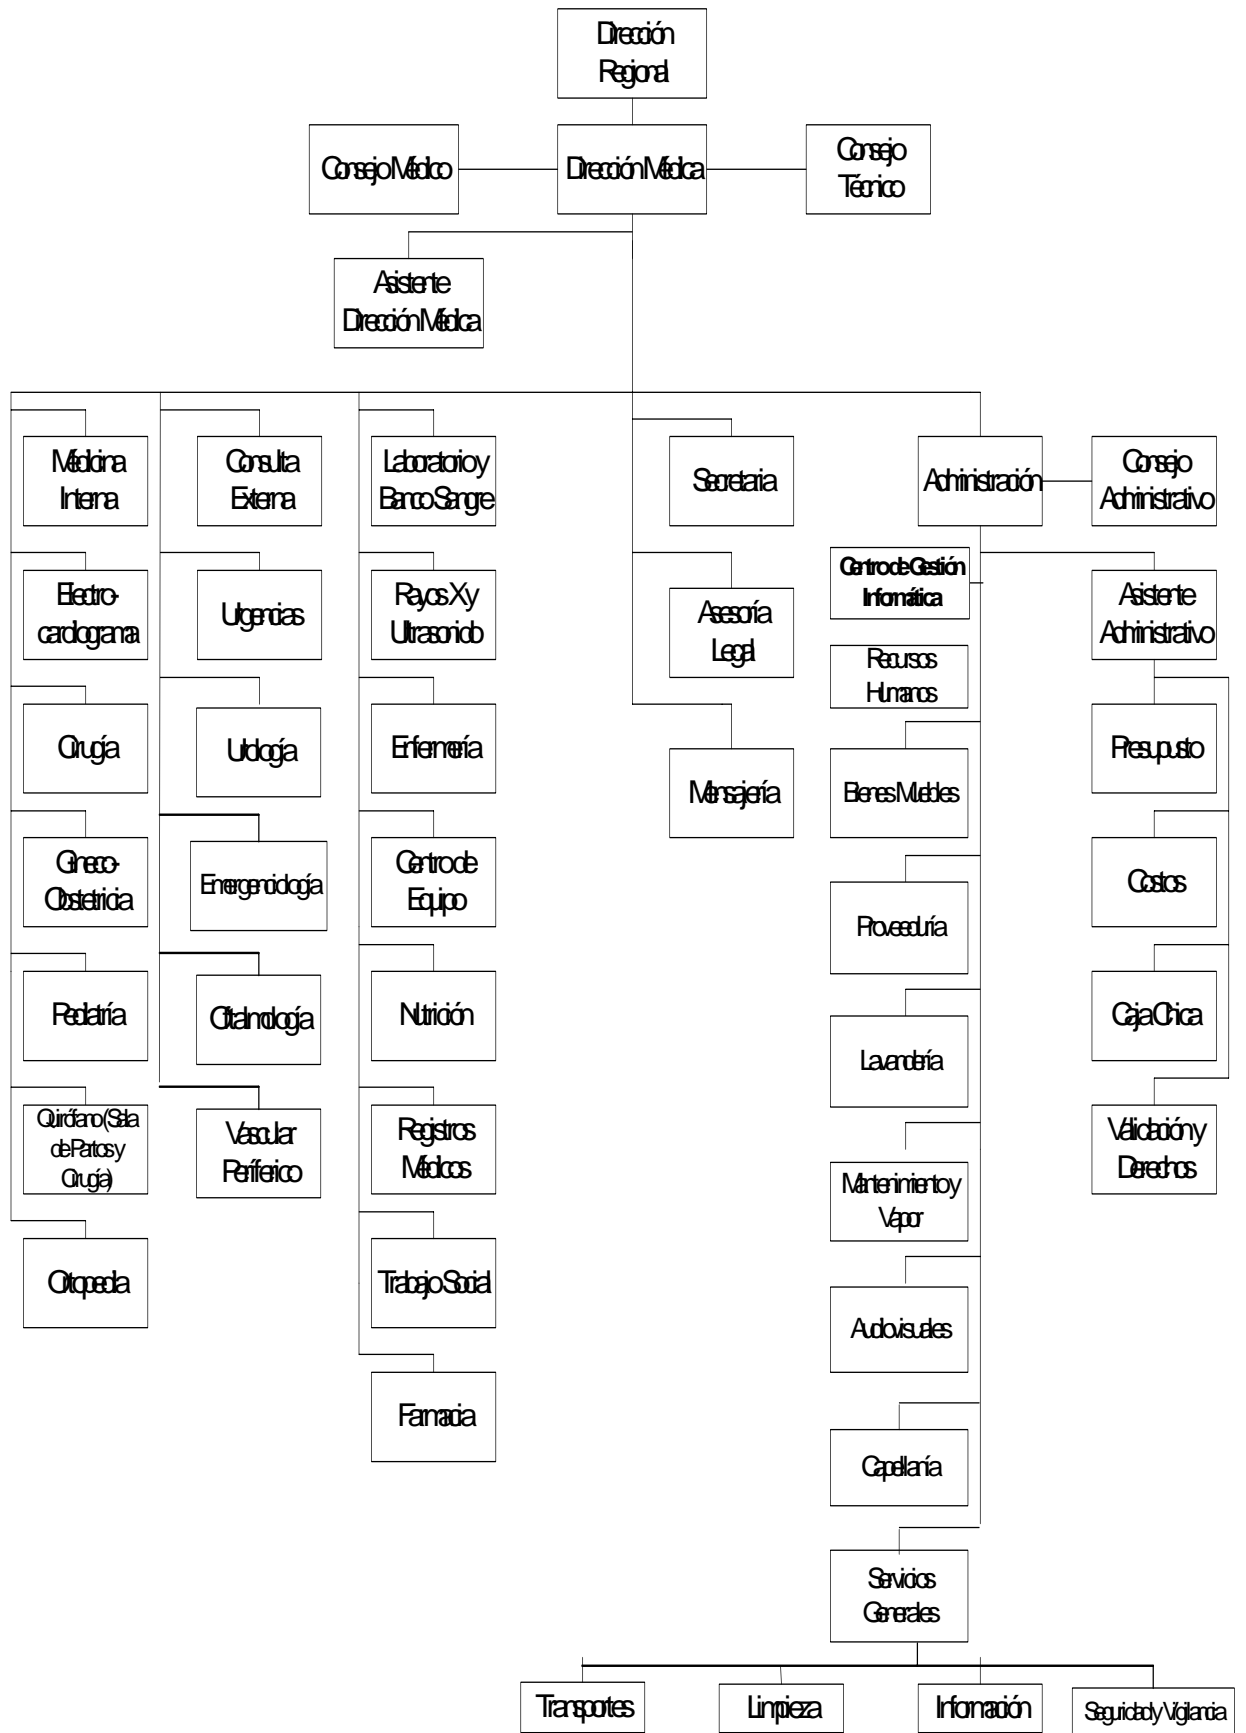 Dirección
Regional
Consejo Médico
Dirección Médica
Consejo
Técnico
Asistente
Dirección Médica
Medicina
Interna
Consulta
Externa
Laboratorio y
Banco Sangre
Secretaria
Administración
Consejo
Administrativo
Electro-
cardiograma
Urgencias
Rayos X y
Ultrasonido
Asesoría
Legal
Centro de Gestión
Informática
Asistente
Administrativo
Recursos
Humanos
Cirugía
Urología
Enfermería
Mensajería
Bienes Muebles
Presupusto
Gineco-
Obstetricia
Emergenciología
Centro de
Equipo
Proveeduría
Costos
Pediatría
Oftalmología
Nutrición
Lavandería
Caja Chica
Quirófano (Sala
de Partos y
Cirugía)
Vascular
Períferico
Registros
Médicos
Mantenimiento y
Vapor
Validación y
Derechos
Ortopedia
Trabajo Social
Audiovisuales
Farmacia
Capellanía
Servicios
Generales
Transportes
Limpieza
Información
Seguridad y Vigilancia